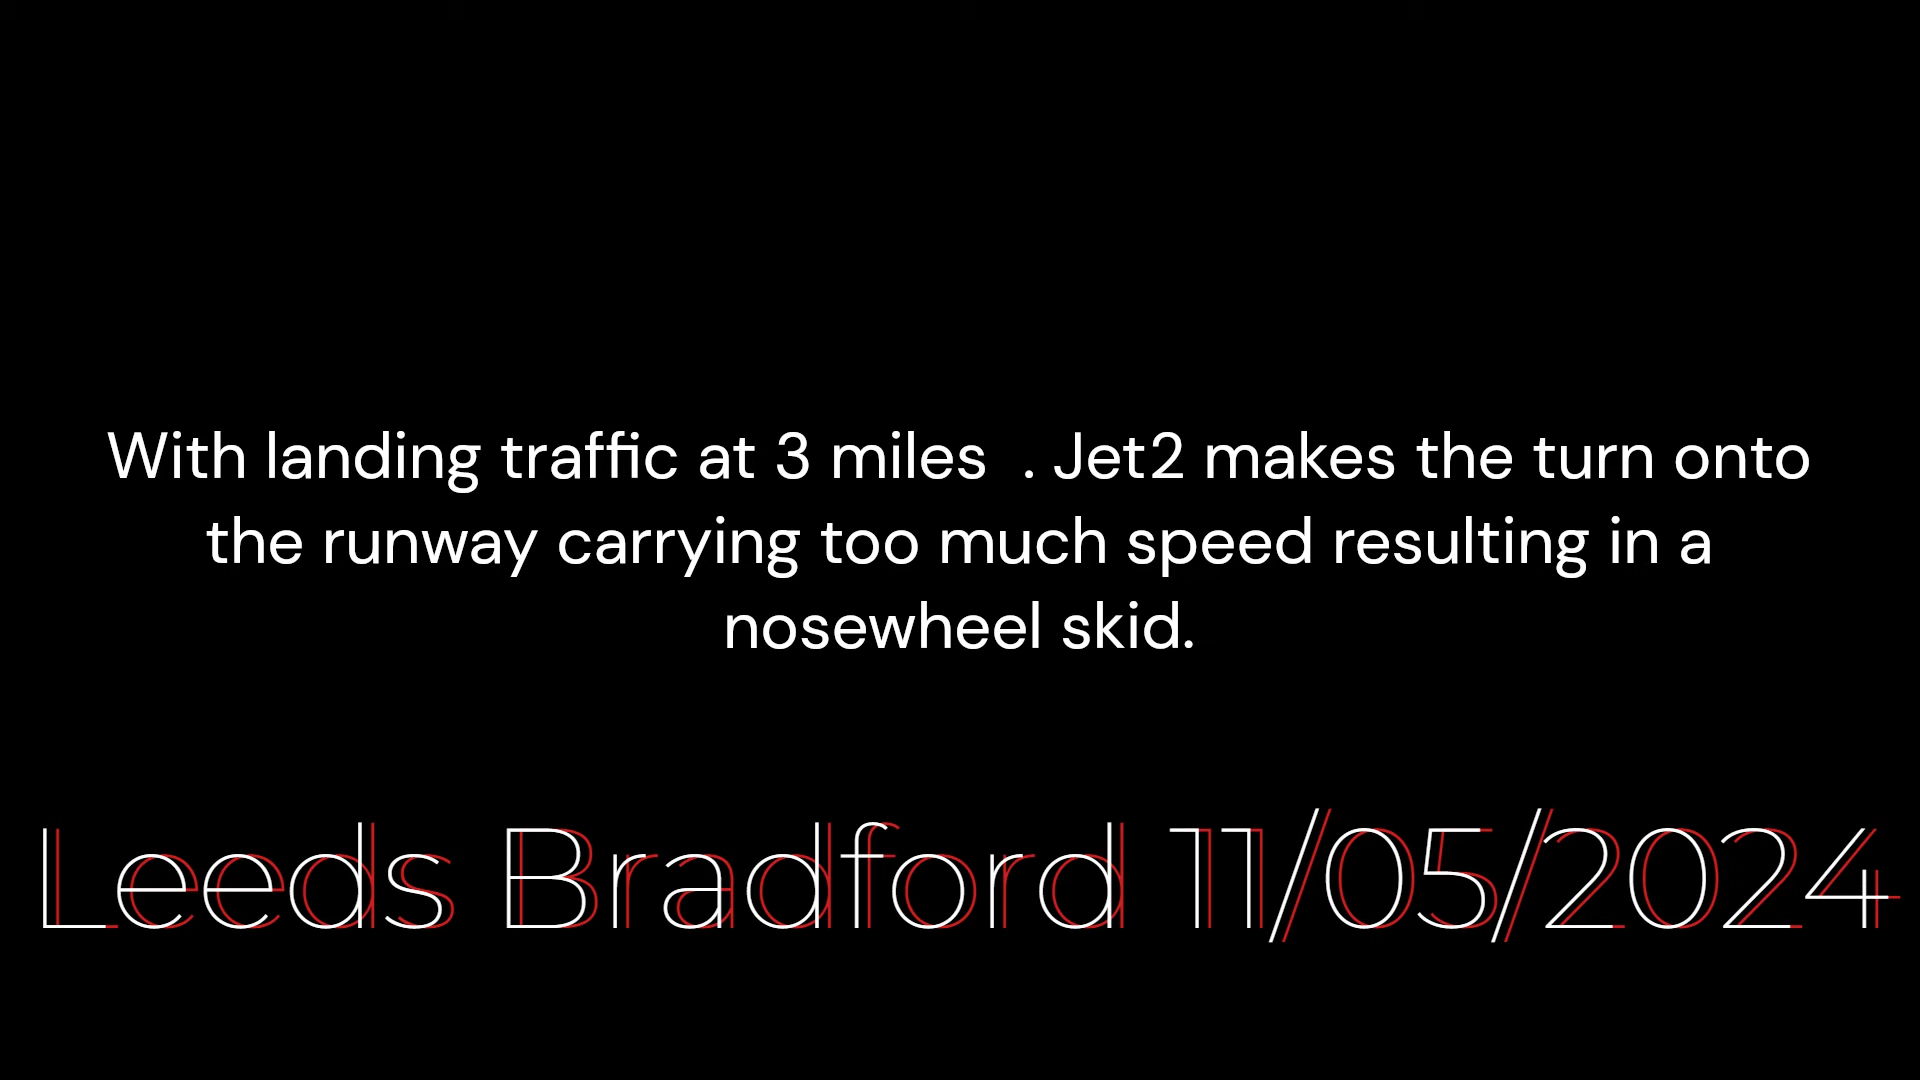 With landing traffic at 3 miles  . Jet2 makes the turn onto
the runway carrying too much speed resulting in a
nosewheel skid.
Leeds Bradford 11/05/2024